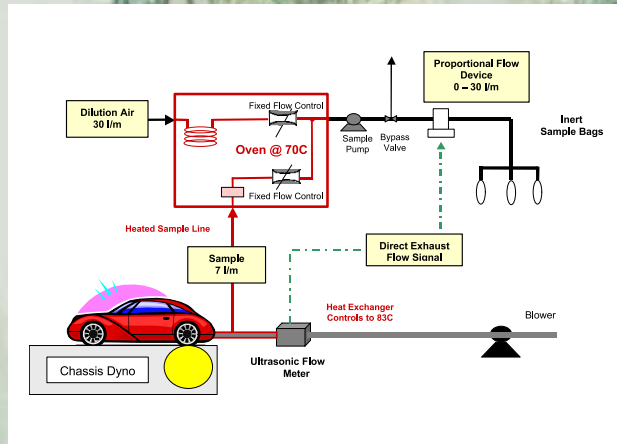 Proportional Flow
Device
0 – 30 l/m
Dilution Air
30 l/m
Fixed Flow Control
Oven @ 70C
Fixed Flow Control
Sample
Pump
Bypass
Valve
Inert
Sample Bags
Heated Sample Line
Sample
7 l/m
Direct Exhaust
Flow Signal
Heat Exchanger
Controls to 83C
Blower
Ultrasonic Flow
Meter
Chassis Dyno